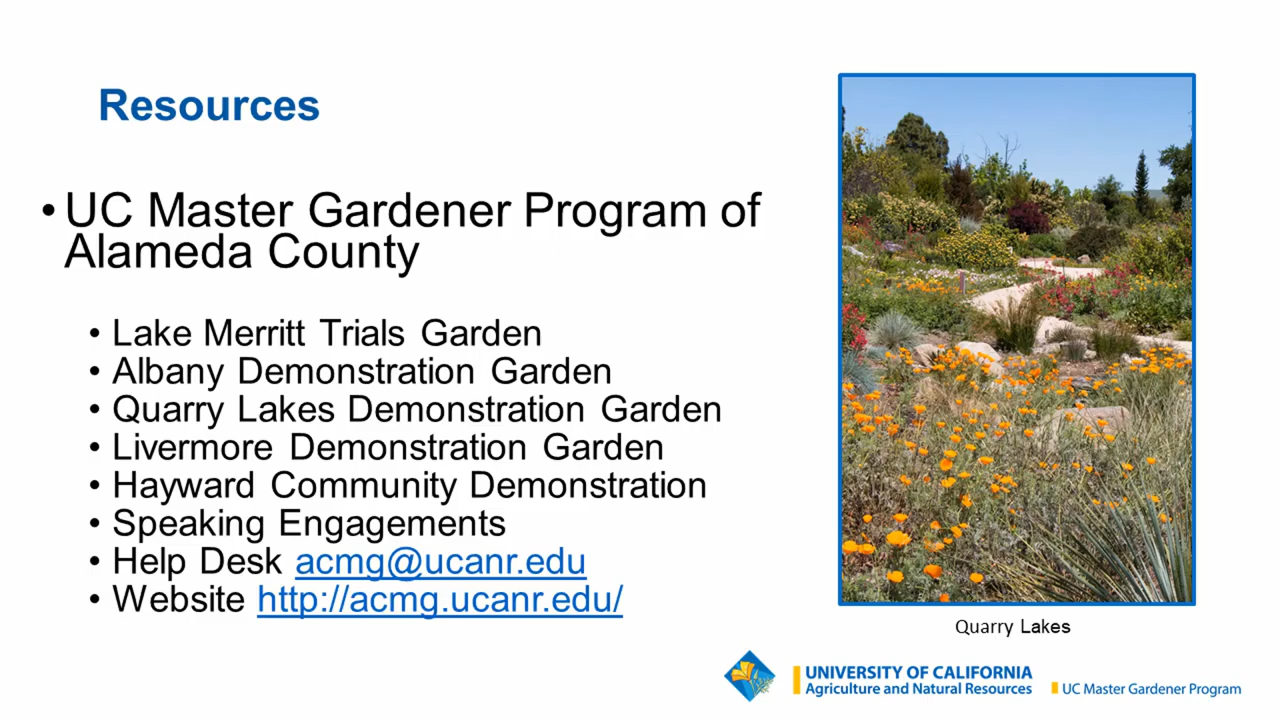 Resources
•UC Master Gardener Program of
Alameda County
• Lake Merritt Trials Garden
• Albany Demonstration Garden
• Quarry Lakes Demonstration Garden
• Livermore Demonstration Garden
• Hayward Community Demonstration
• Speaking Engagements
• Help Desk acmg@ucanr.edu
• Website http://acmg.ucanr.edu/
Quarry Lakes
UNIVERSITY OF CALIFORNIA
Agriculture and Natural Resources
UC Master Gardener Program